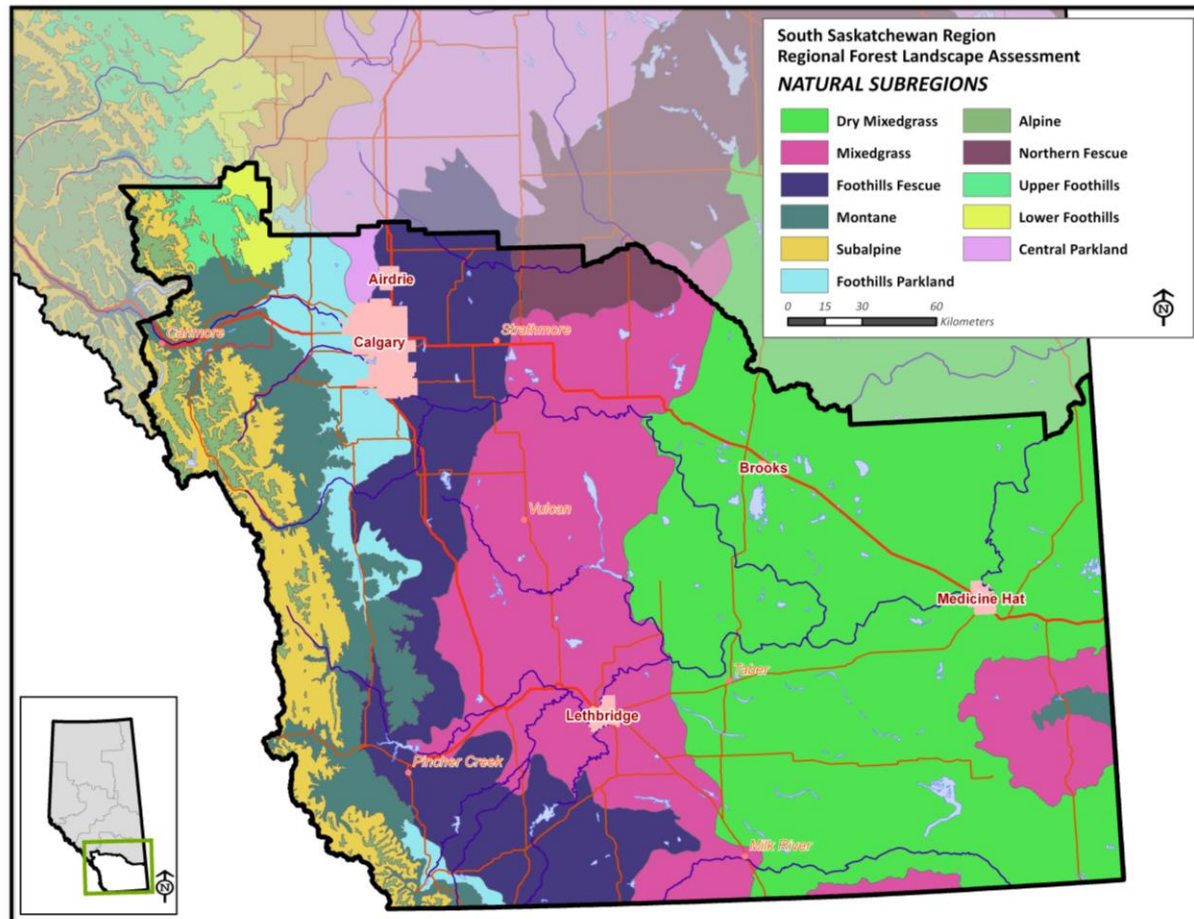 South Saskatchewan Region
Regional Forest Landscape Assessment
NATURAL SUBREGIONS
Dry Mixedgrass
Mixedgrass
Foothills Fescue
Montane
Subalpine
Foothills Parkland
Alpine
Northern Fescue
Upper Foothills
Lower Foothills
Central Parkland
0 15 30 60
Kilometers
N
Airdrie
Canmore
Calgary
Strathmore
Brooks
Vulcan
Medicine Hat
Taber
Lethbridge
Pincher Creek
Milk River
N